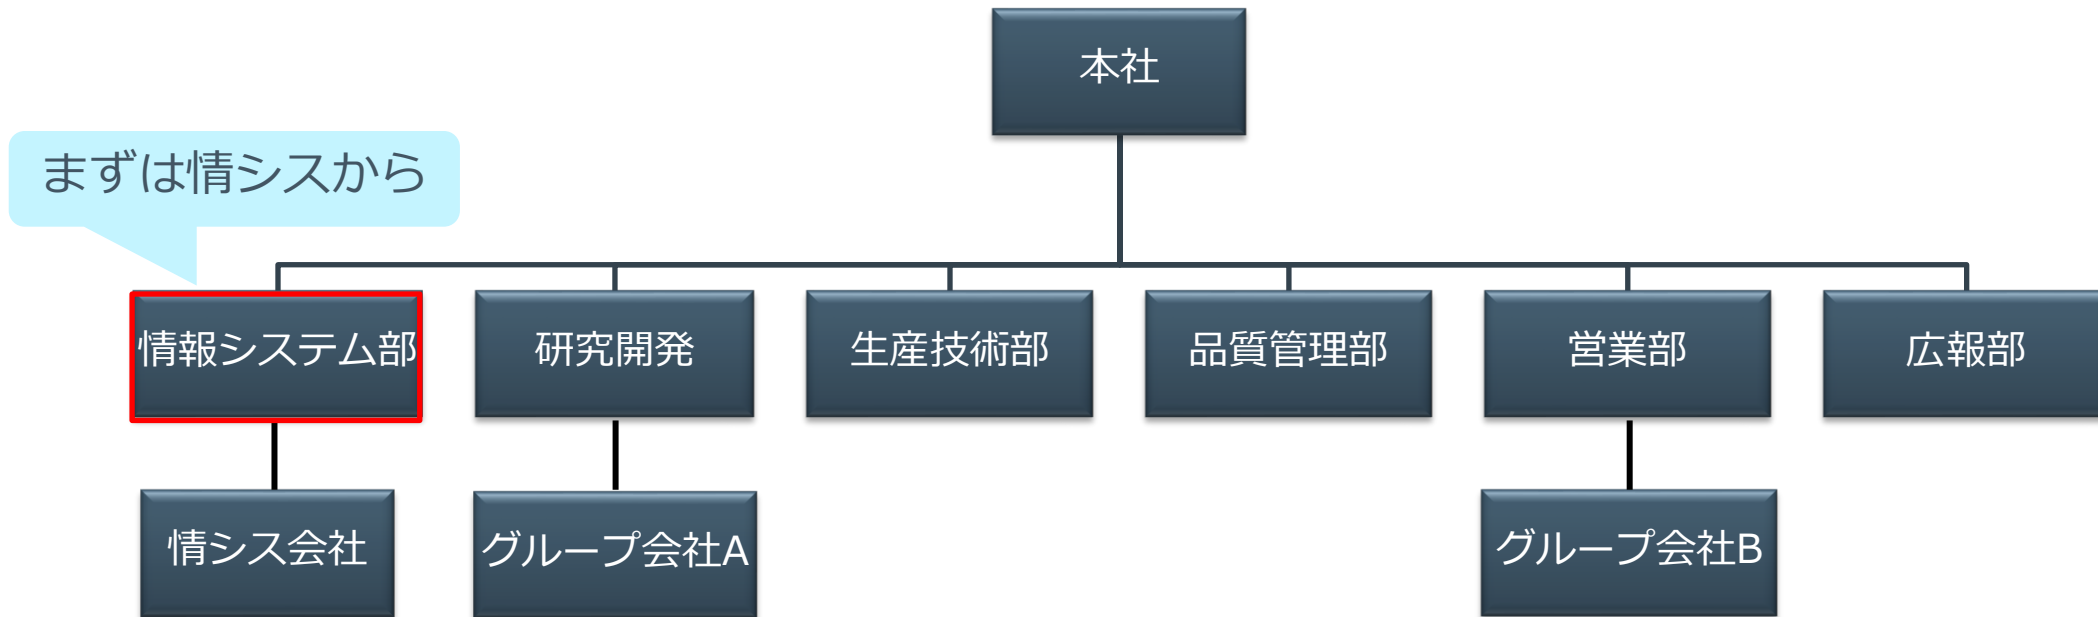 本社
まずは情シスから
情報システム部
研究開発
生産技術部
品質管理部
営業部
広報部
情シス会社
グループ会社A
グループ会社B